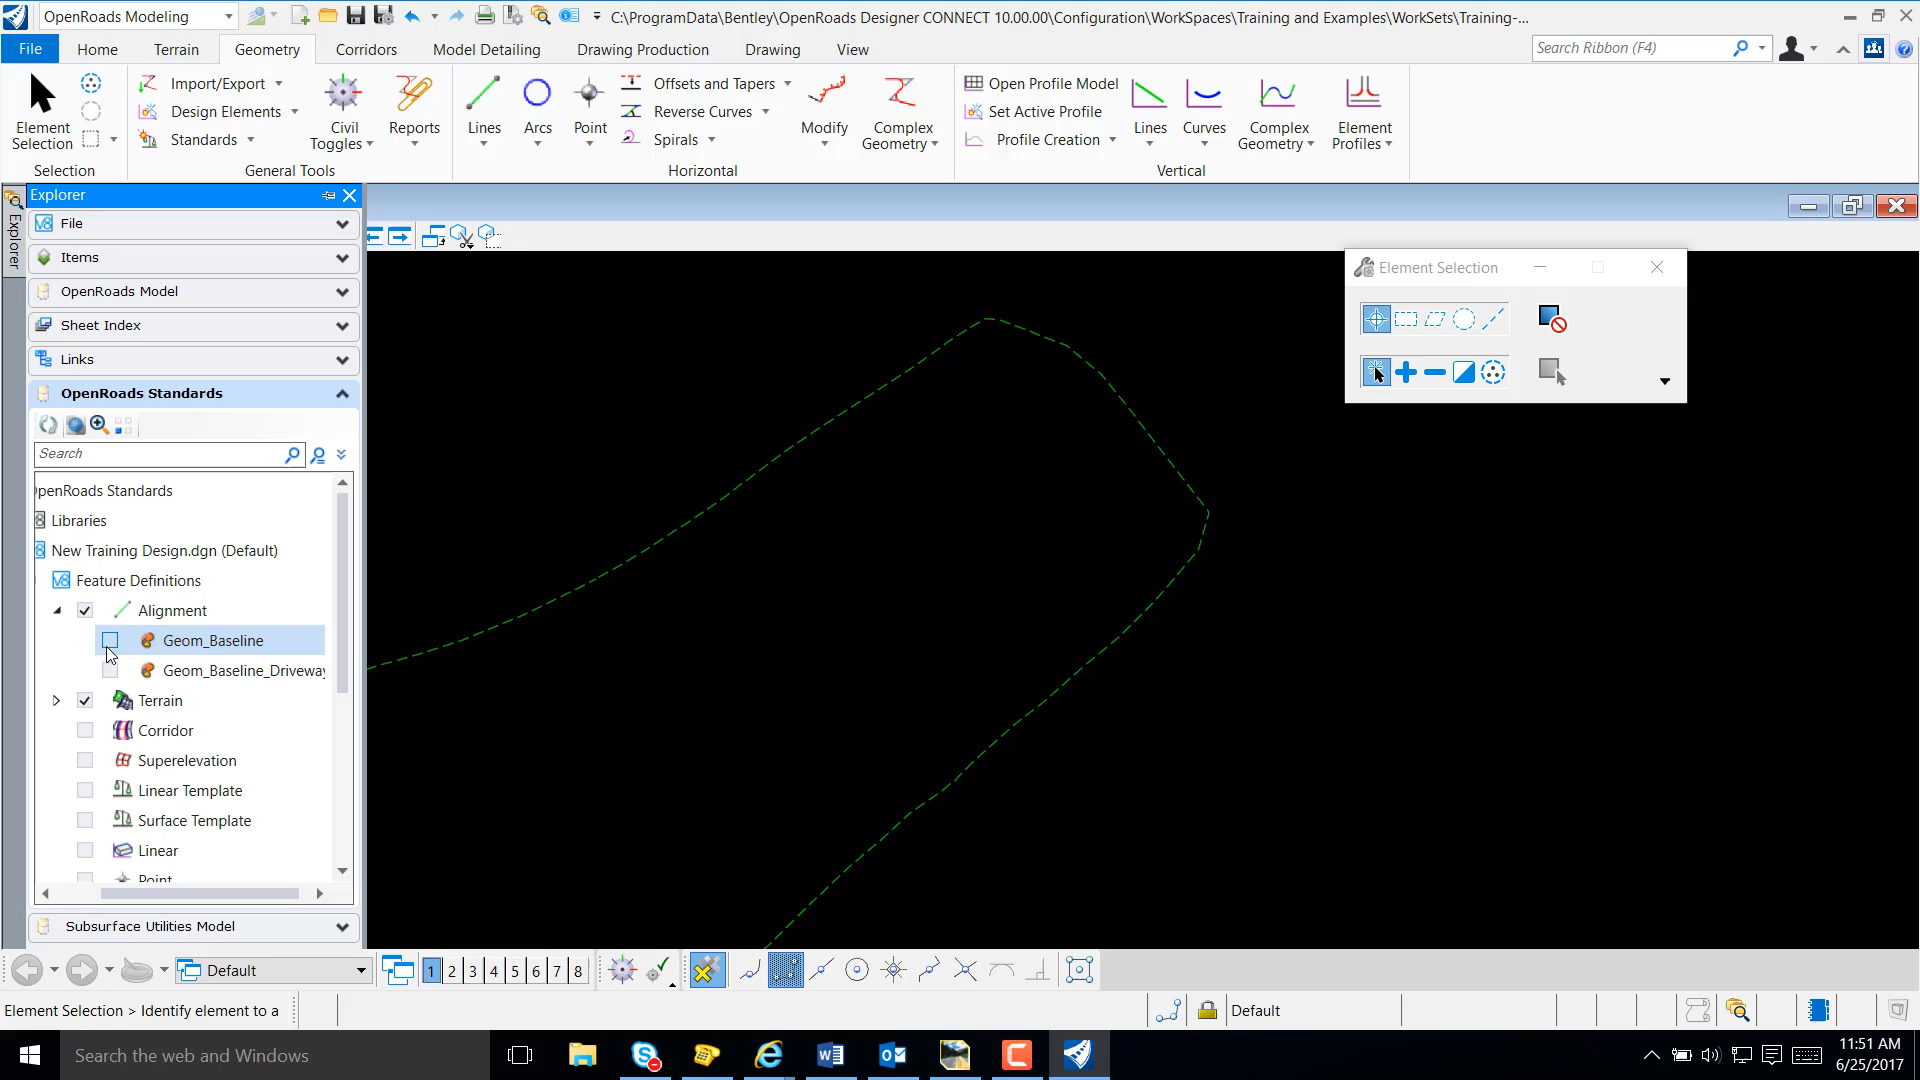 OpenRoads Modeling
C:\ProgramData\Bentley\OpenRoads Designer CONNECT 10.00.00\Configuration\WorkSpaces\Training and Examples\WorkSets\Training-...
File Home Terrain Geometry Corridors Model Detailing Drawing Production Drawing View
Search Ribbon (F4)
Element Selection
Selection
Import/Export
Design Elements
Standards
Civil Toggles
Reports
General Tools
Lines
Arcs
Point
Offsets and Tapers
Reverse Curves
Spirals
Modify
Complex Geometry
Horizontal
Open Profile Model
Set Active Profile
Profile Creation
Lines
Curves
Complex Geometry
Element Profiles
Vertical
Explorer
Explorer
File
Items
OpenRoads Model
Sheet Index
Links
OpenRoads Standards
Search
penRoads Standards
Libraries
New Training Design.dgn (Default)
Feature Definitions
Alignment
Geom_Baseline
Geom_Baseline_Driveway
Terrain
Corridor
Superelevation
Linear Template
Surface Template
Linear
Point
Subsurface Utilities Model
Element Selection
Default
1 2 3 4 5 6 7 8
Element Selection > Identify element to a
Default
Search the web and Windows
11:51 AM
6/25/2017